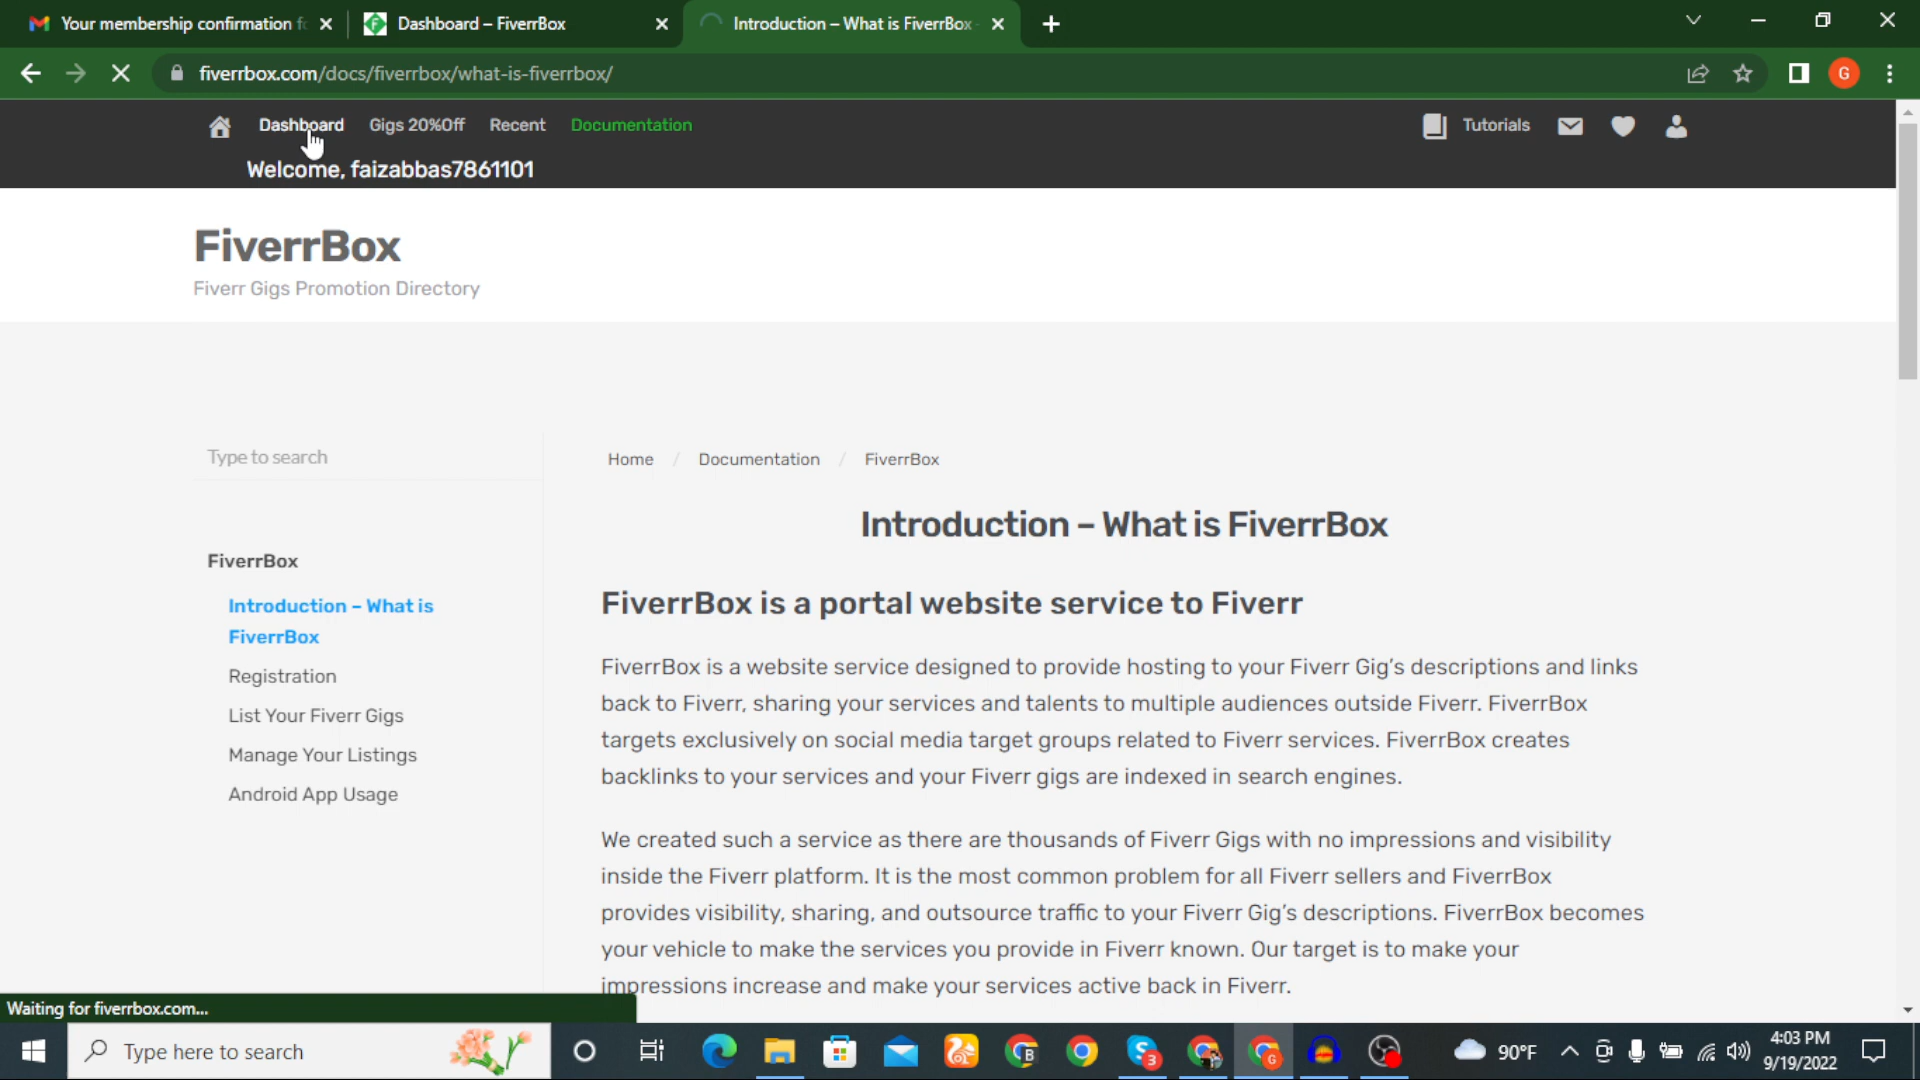 Your membership confirmation f
Dashboard – FiverrBox
Introduction – What is FiverrBox
fiverrbox.com/docs/fiverrbox/what-is-fiverrbox/
G
Dashboard Gigs 20%Off Recent Documentation Tutorials
Welcome, faizabbas7861101
FiverrBox
Fiverr Gigs Promotion Directory
Type to search
Home / Documentation / FiverrBox
Introduction – What is FiverrBox
FiverrBox is a portal website service to Fiverr
FiverrBox is a website service designed to provide hosting to your Fiverr Gig's descriptions and links
back to Fiverr, sharing your services and talents to multiple audiences outside Fiverr. FiverrBox
targets exclusively on social media target groups related to Fiverr services. FiverrBox creates
backlinks to your services and your Fiverr gigs are indexed in search engines.
We created such a service as there are thousands of Fiverr Gigs with no impressions and visibility
inside the Fiverr platform. It is the most common problem for all Fiverr sellers and FiverrBox
provides visibility, sharing, and outsource traffic to your Fiverr Gig's descriptions. FiverrBox becomes
your vehicle to make the services you provide in Fiverr known. Our target is to make your
impressions increase and make your services active back in Fiverr.
FiverrBox
Introduction – What is
FiverrBox
Registration
List Your Fiverr Gigs
Manage Your Listings
Android App Usage
Waiting for fiverrbox.com...
Type here to search
B
3
G
90°F
4:03 PM
9/19/2022